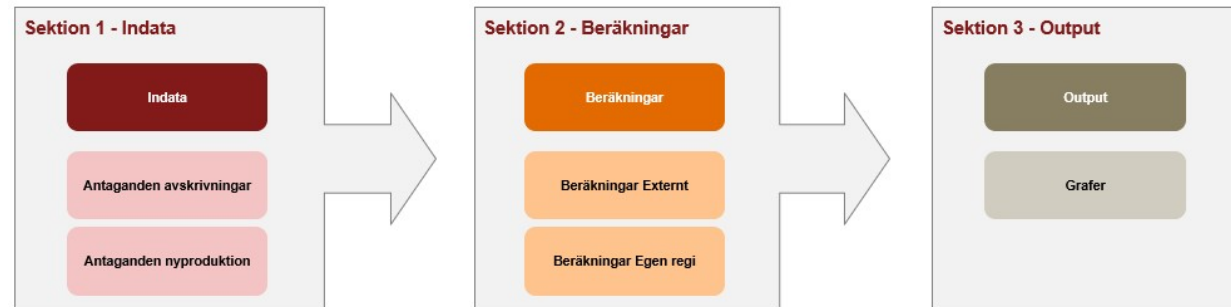 Sektion 1 - Indata
Indata
Antaganden avskrivningar
Antaganden nyproduktion
Sektion 2 - Beräkningar
Beräkningar
Beräkningar Externt
Beräkningar Egen regi
Sektion 3 - Output
Output
Grafer